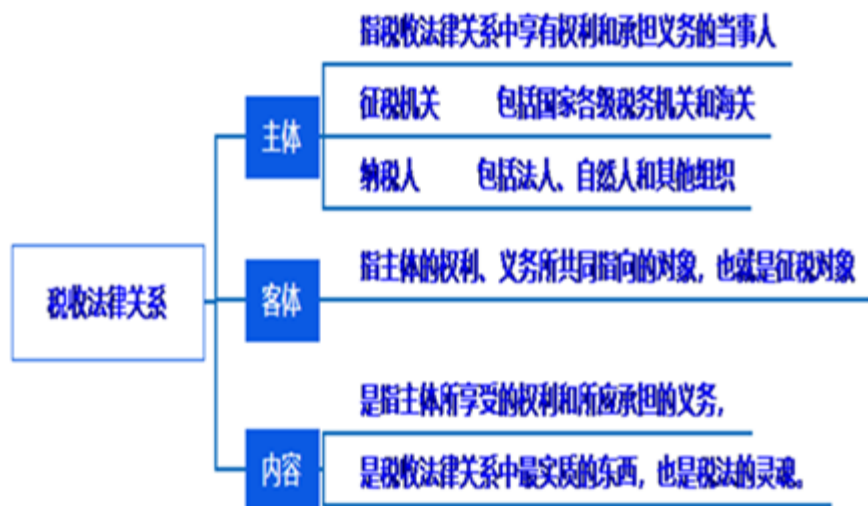 税收法律关系
主体
指税收法律关系中享有权利和承担义务的当事人
征税机关 包括国家各级税务机关和海关
纳税人 包括法人、自然人和其他组织
客体
指主体的权利、义务所共同指向的对象，也就是征税对象
内容
是指主体所享受的权利和所应承担的义务，
是税收法律关系中最实质的东西，也是税法的灵魂。